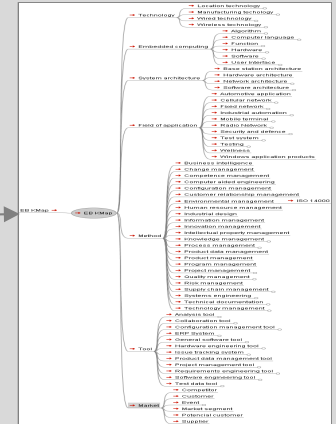 EB IrMap
EB IrMap
Technology
Location technology
Manufacturing techology
Wired technology
Wireless technology
Embedded computing
Algorithm
Computer language
Function
Hardware
Software
User interface
System architecture
Base station architecture
Hardware architecture
Network architecture
Software architecture
Field of application
Automotive application
Cellular network
Fixed network
Industrial automation
Mobile terminal
Radio Network
Security and defence
Test system
Testing
Wellness
Windows application products
Method
Business intelligence
Change management
Competence management
Computer aided engineering
Configuration management
Customer relationship management
Environmental management
ISO 14000
Human resource management
Industrial design
Information management
Innovation management
Intellectual property management
Knowledge management
Process management
Product data management
Product management
Program management
Project management
Quality management
Risk management
Supply chain management
Systems engineering
Technical documentation
Technology management
Tool
Analysis tool
Collaboration tool
Configuration management tool
ERP System
General software tool
Hardware engineering tool
Issue tracking system
Product data management tool
Project management tool
Requirements engineering tool
Software engineering tool
Test data tool
Market
Competitor
Customer
Event
Market segment
Potencial customer
Supplier